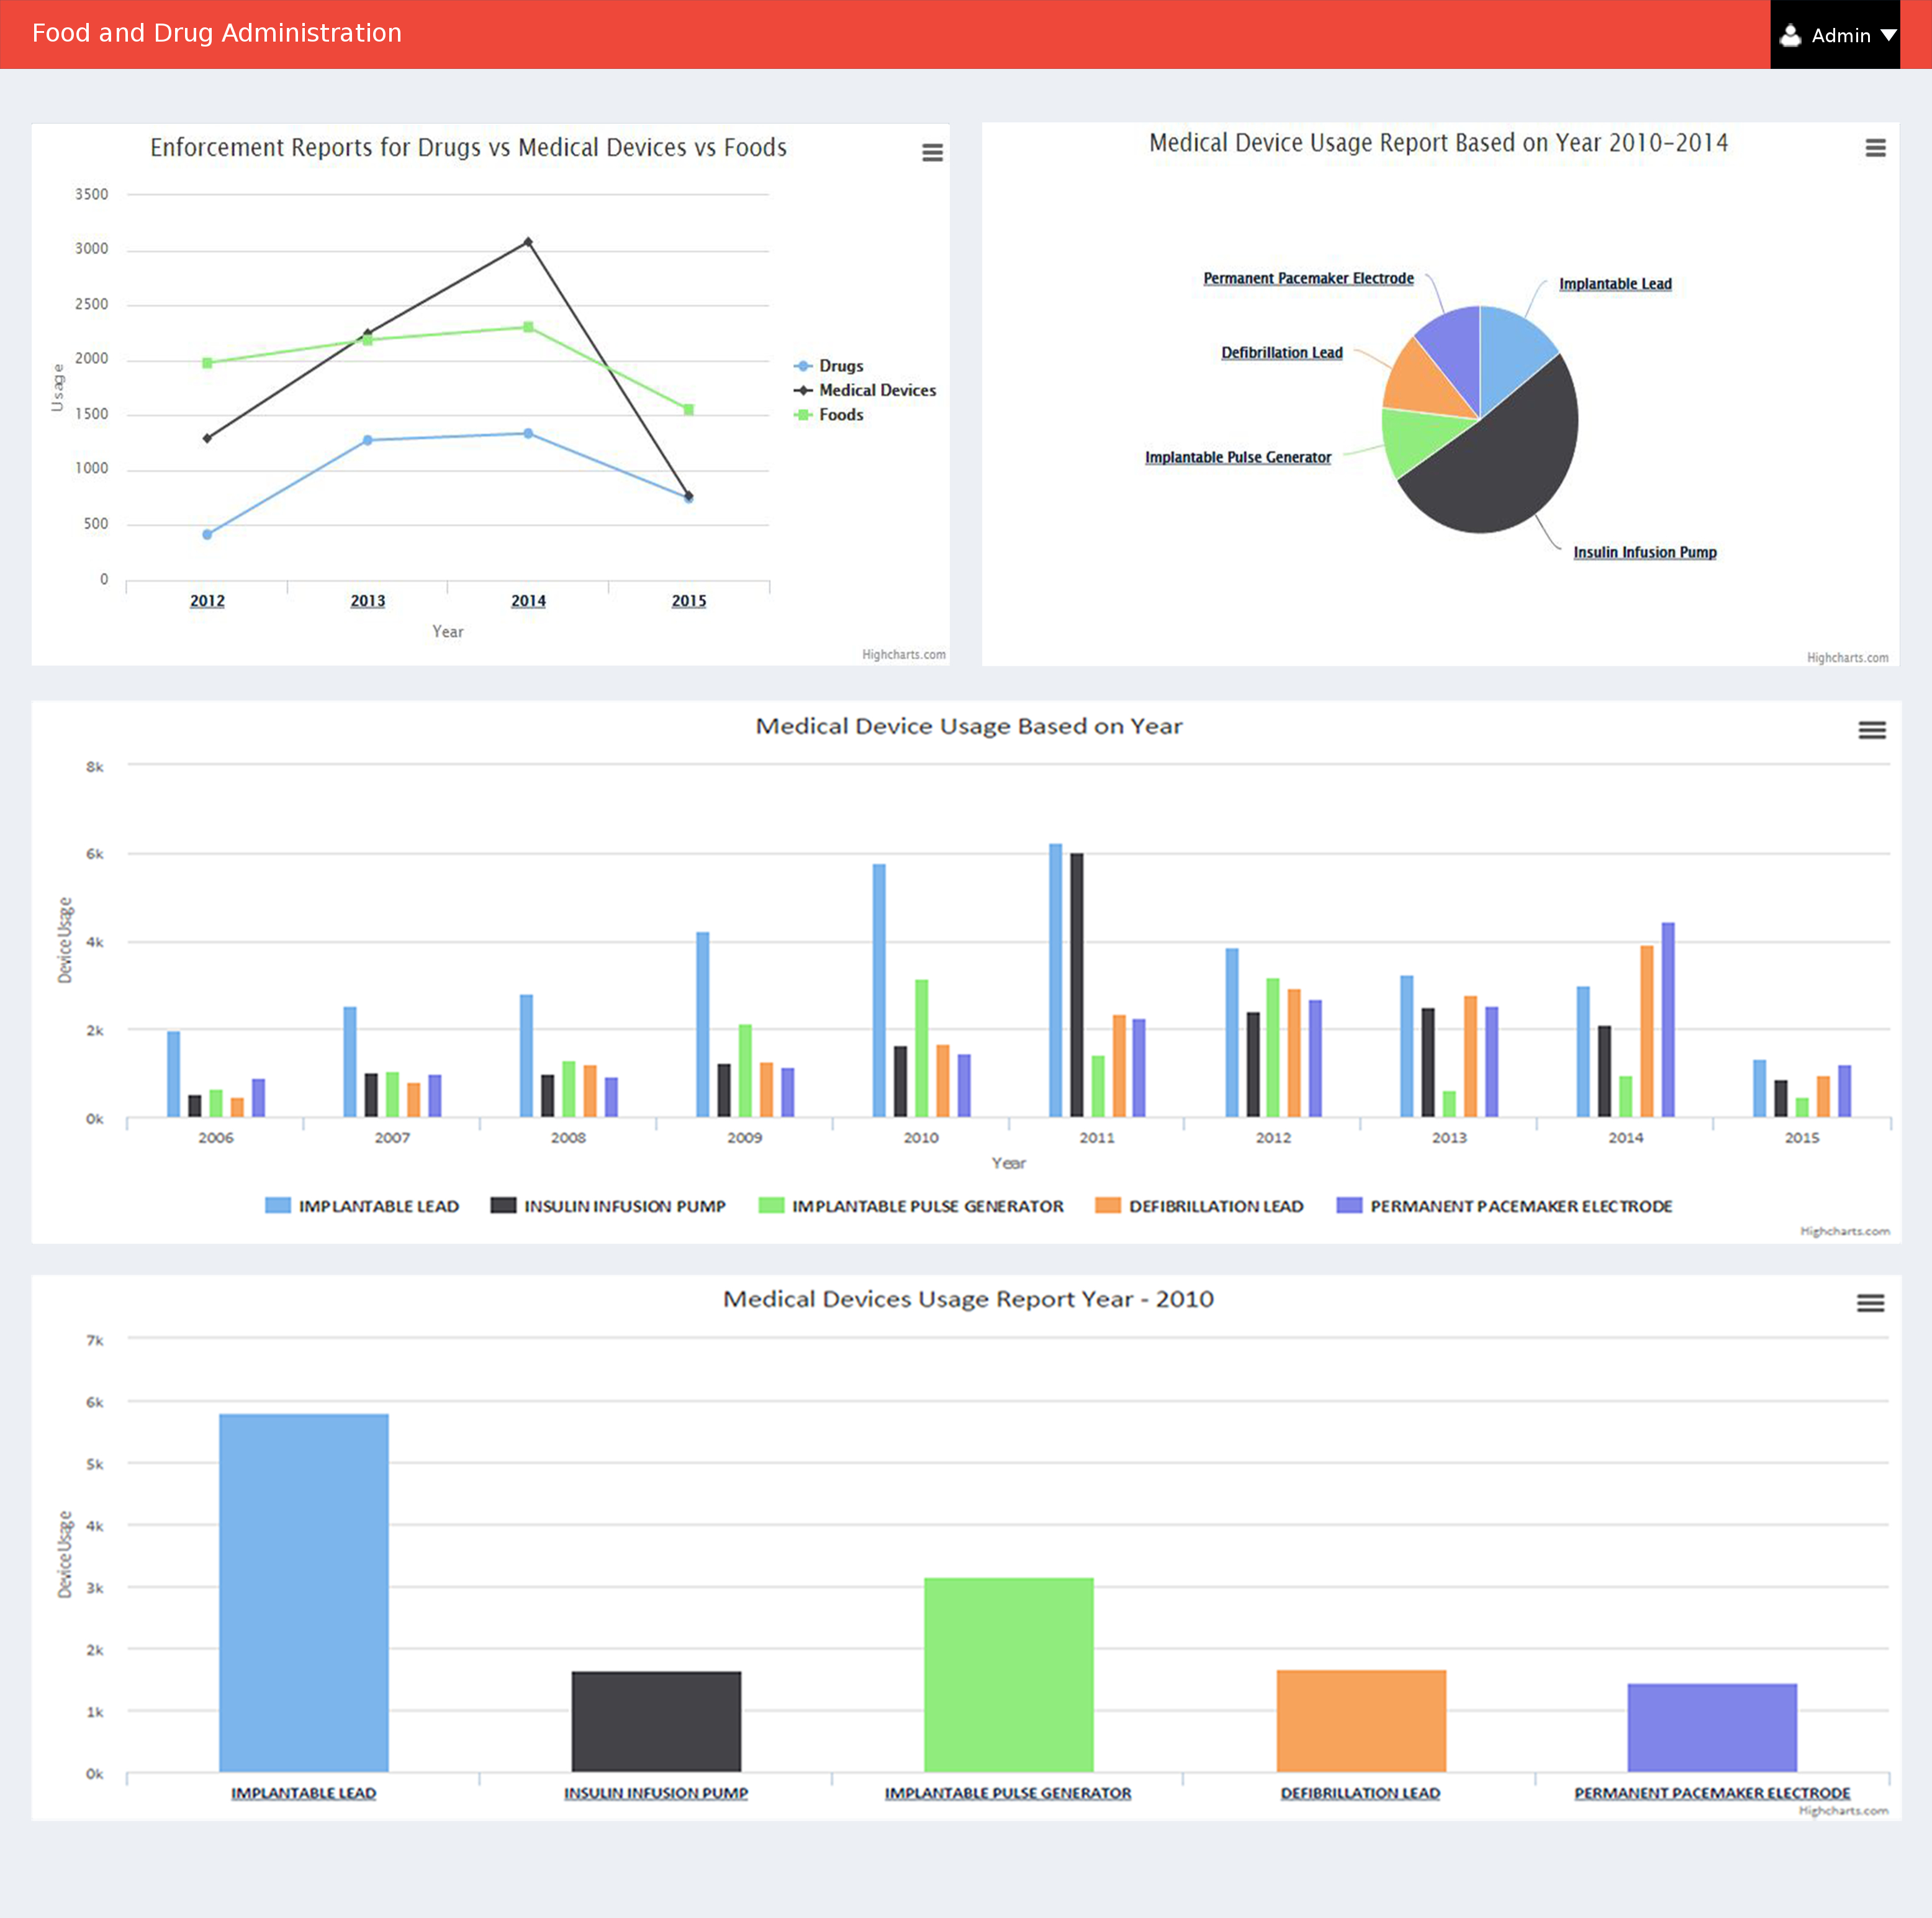 Food and Drug Administration
Admin
Enforcement Reports for Drugs vs Medical Devices vs Foods
3500
3000
2500
2000
1500
1000
500
0
Usage
2012 2013 2014 2015
Year
Drugs
Medical Devices
Foods
Highcharts.com
Medical Device Usage Report Based on Year 2010-2014
Permanent Pacemaker Electrode
Implantable Lead
Defibrillation Lead
Implantable Pulse Generator
Insulin Infusion Pump
Highcharts.com
Medical Device Usage Based on Year
8k
6k
4k
2k
0k
Device Usage
2006 2007 2008 2009 2010 2011 2012 2013 2014 2015
Year
IMPLANTABLE LEAD INSULIN INFUSION PUMP IMPLANTABLE PULSE GENERATOR DEFIBRILLATION LEAD PERMANENT PACEMAKER ELECTRODE
Highcharts.com
Medical Devices Usage Report Year - 2010
7k
6k
5k
4k
3k
2k
1k
0k
Device Usage
IMPLANTABLE LEAD INSULIN INFUSION PUMP IMPLANTABLE PULSE GENERATOR DEFIBRILLATION LEAD PERMANENT PACEMAKER ELECTRODE
Highcharts.com